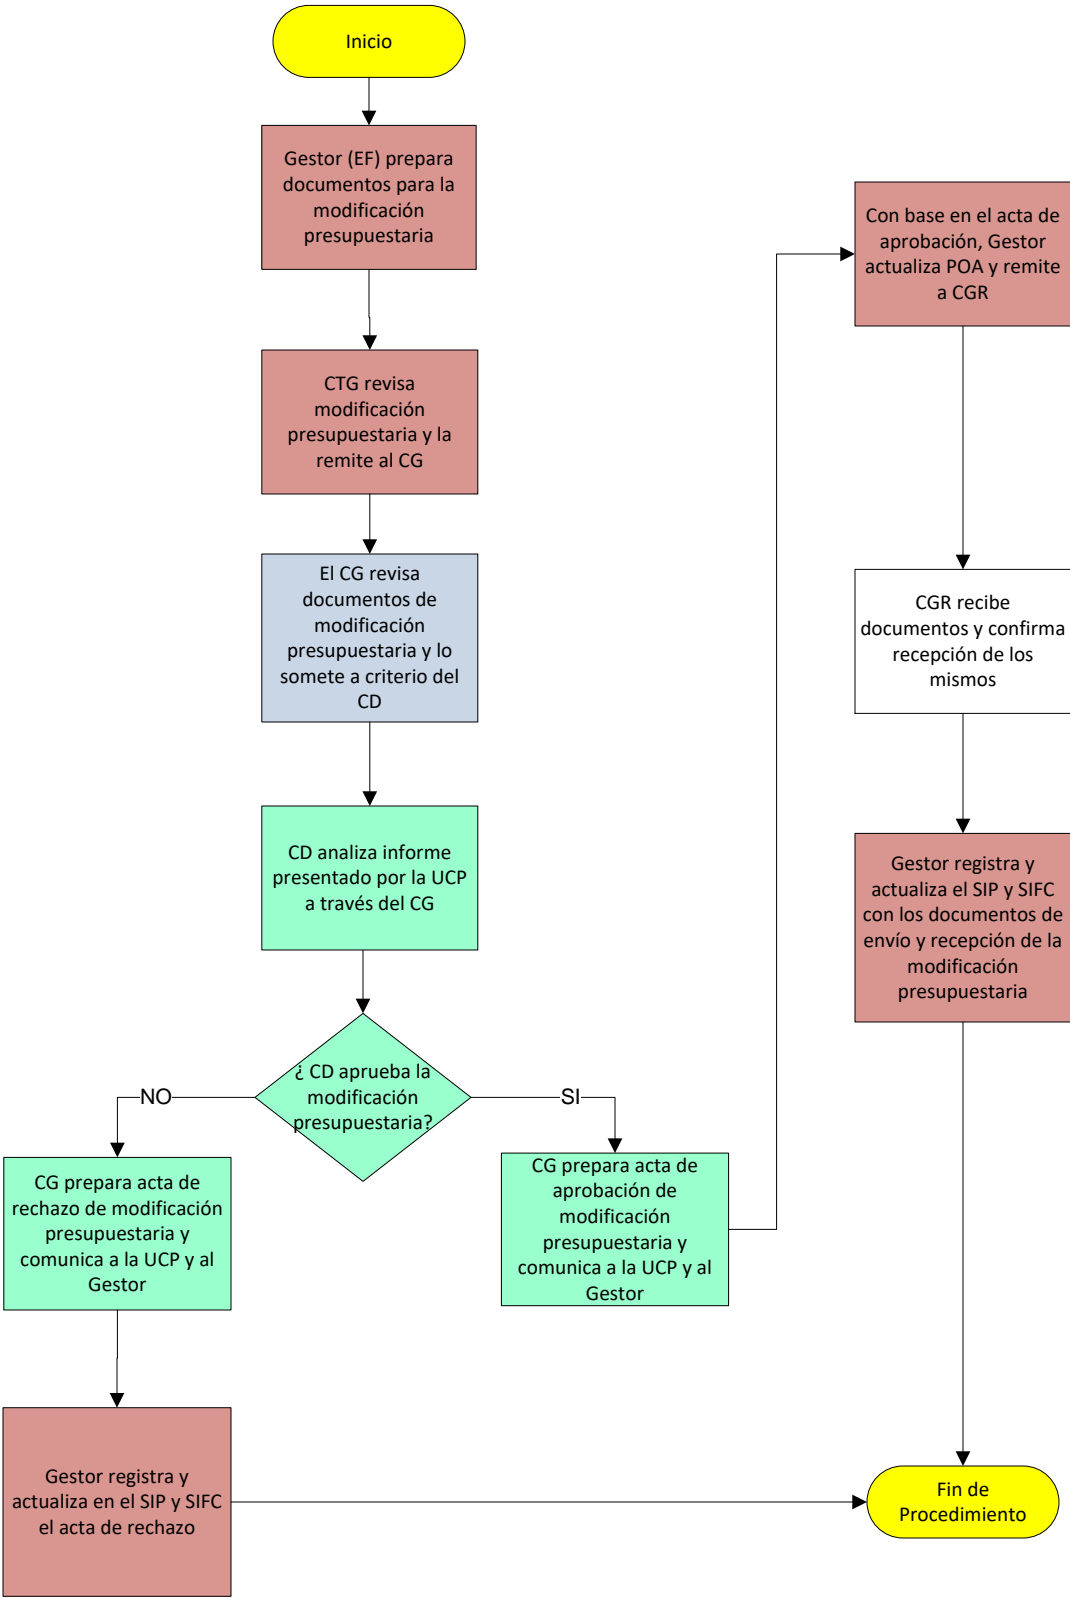 Inicio
Gestor (EF) prepara
documentos para la
modificación
presupuestaria
CTG revisa
modificación
presupuestaria y la
remite al CG
El CG revisa
documentos de
modificación
presupuestaria y lo
somete a criterio del
CD
CD analiza informe
presentado por la UCP
a través del CG
¿ CD aprueba la
modificación
presupuestaria?
NO
SI
CG prepara acta de
rechazo de modificación
presupuestaria y
comunica a la UCP y al
Gestor
Gestor registra y
actualiza en el SIP y SIFC
el acta de rechazo
CG prepara acta de
aprobación de
modificación
presupuestaria y
comunica a la UCP y al
Gestor
Con base en el acta de
aprobación, Gestor
actualiza POA y remite
a CGR
CGR recibe
documentos y confirma
recepción de los
mismos
Gestor registra y
actualiza el SIP y SIFC
con los documentos de
envío y recepción de la
modificación
presupuestaria
Fin de
Procedimiento